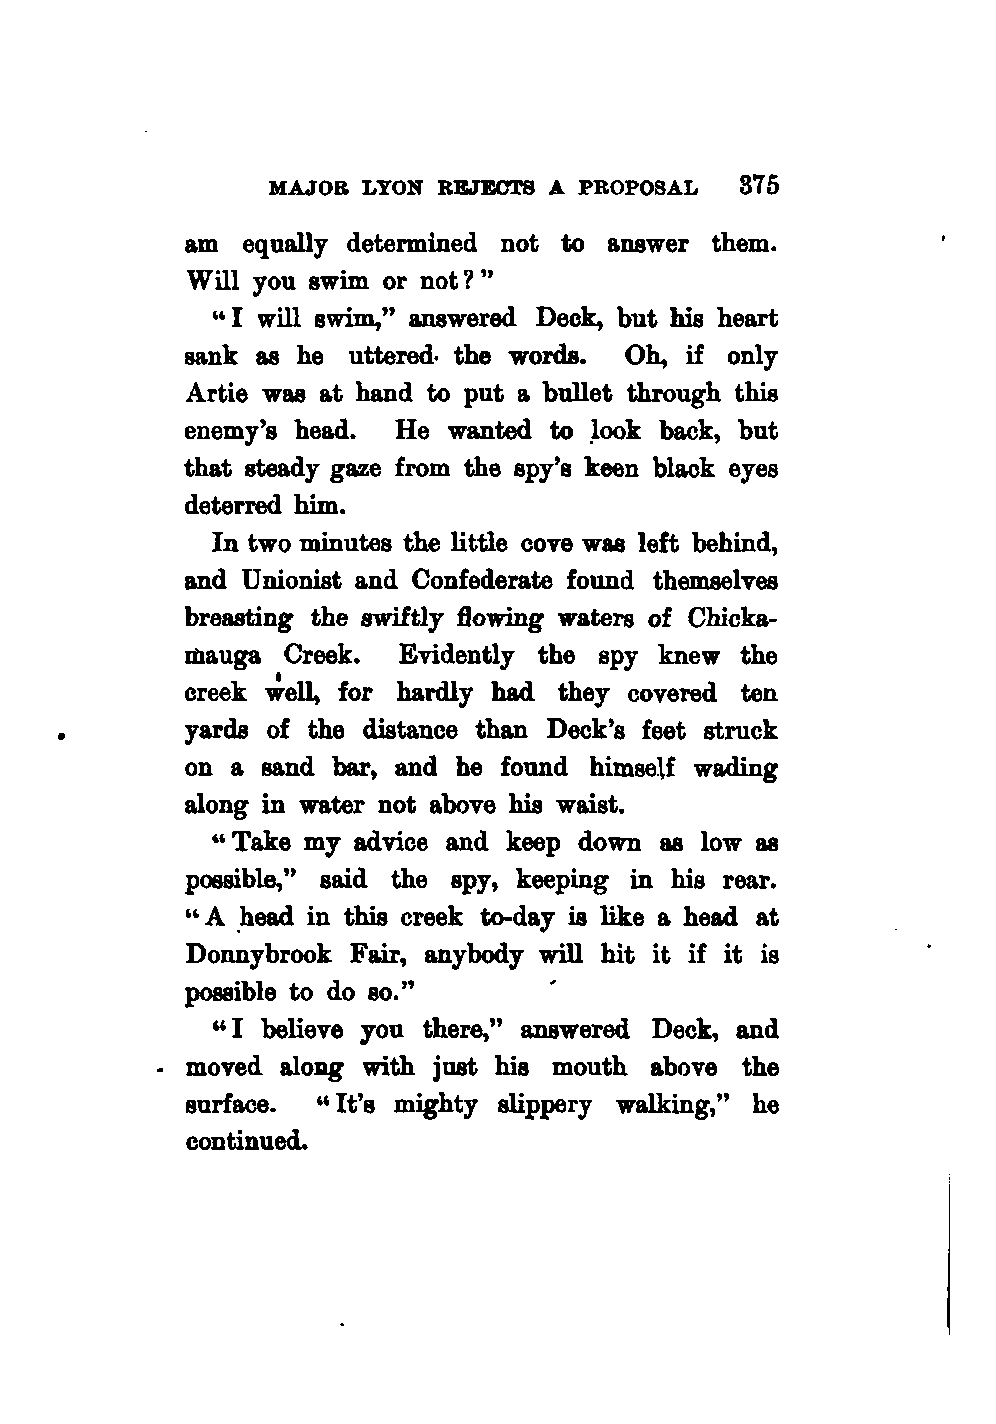 MAJOR LYON REJECTS A PROPOSAL 375
am equally determined not to answer them.
Will you swim or not?"
"I will swim," answered Deck, but his heart
sank as he uttered the words. Oh, if only
Artie was at hand to put a bullet through this
enemy's head. He wanted to look back, but
that steady gaze from the spy's keen black eyes
deterred him.
In two minutes the little cove was left behind,
and Unionist and Confederate found themselves
breasting the swiftly flowing waters of Chicka-
mauga Creek. Evidently the spy knew the
creek well, for hardly had they covered ten
yards of the distance than Deck's feet struck
on a sand bar, and he found himself wading
along in water not above his waist.
"Take my advice and keep down as low as
possible," said the spy, keeping in his rear.
"A head in this creek to-day is like a head at
Donnybrook Fair, anybody will hit it if it is
possible to do so."
"I believe you there," answered Deck, and
moved along with just his mouth above the
surface. "It's mighty slippery walking," he
continued.